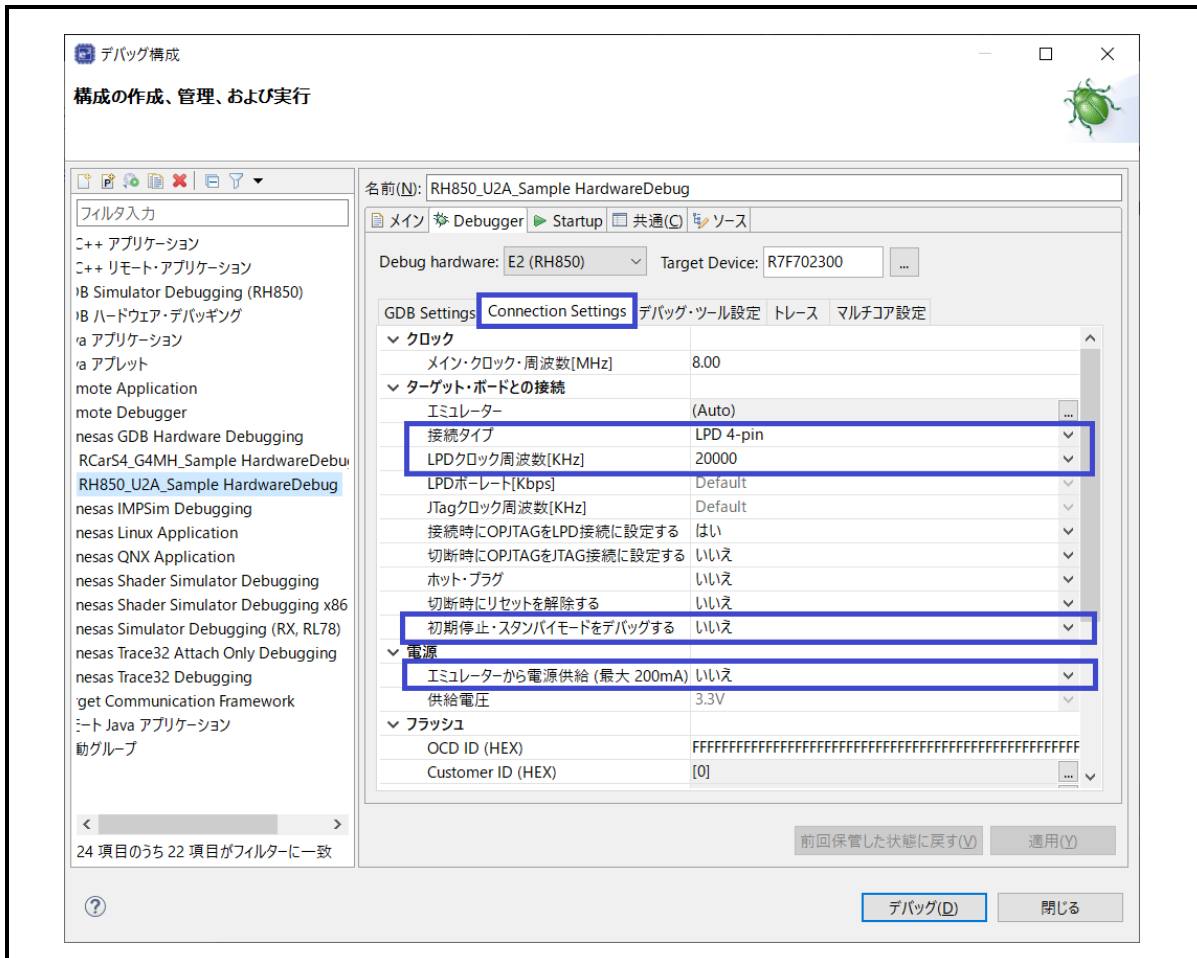 デバッグ構成
構成の作成、管理、および実行
フィルタ入力
C++ アプリケーション
C++ リモート・アプリケーション
B Simulator Debugging (RH850)
B ハードウェア・デバッギング
a アプリケーション
a アプレット
mote Application
mote Debugger
nesas GDB Hardware Debugging
RCarS4_G4MH_Sample HardwareDebu
RH850_U2A_Sample HardwareDebug
nesas IMPSim Debugging
nesas Linux Application
nesas QNX Application
nesas Shader Simulator Debugging
nesas Shader Simulator Debugging x86
nesas Simulator Debugging (RX, RL78)
nesas Trace32 Attach Only Debugging
nesas Trace32 Debugging
get Communication Framework
ート Java アプリケーション
動グループ
24 項目のうち 22 項目がフィルターに一致
名前(N): RH850_U2A_Sample HardwareDebug
メイン Debugger Startup 共通(C) ソース
Debug hardware: E2 (RH850) Target Device: R7F702300 ...
GDB Settings Connection Settings デバッグ・ツール設定 トレース マルチコア設定
クロック
メイン・クロック・周波数[MHz] 8.00
ターゲット・ボードとの接続
エミュレーター (Auto) ...
接続タイプ LPD 4-pin
LPDクロック周波数[KHz] 20000
LPDボーレート[Kbps] Default
JTagクロック周波数[KHz] Default
接続時にOPJTAGをLPD接続に設定する はい
切断時にOPJTAGをJTAG接続に設定する いいえ
ホット・プラグ いいえ
切断時にリセットを解除する いいえ
初期停止・スタンバイモードをデバッグする いいえ
電源
エミュレーターから電源供給 (最大 200mA) いいえ
供給電圧 3.3V
フラッシュ
OCD ID (HEX) FFFFFFFFFFFFFFFFFFFFFFFFFFFFFFFFFFFFFFFFFFFFFFFFFF
Customer ID (HEX) [0] ...
前回保管した状態に戻す(V) 適用(Y)
デバッグ(D) 閉じる